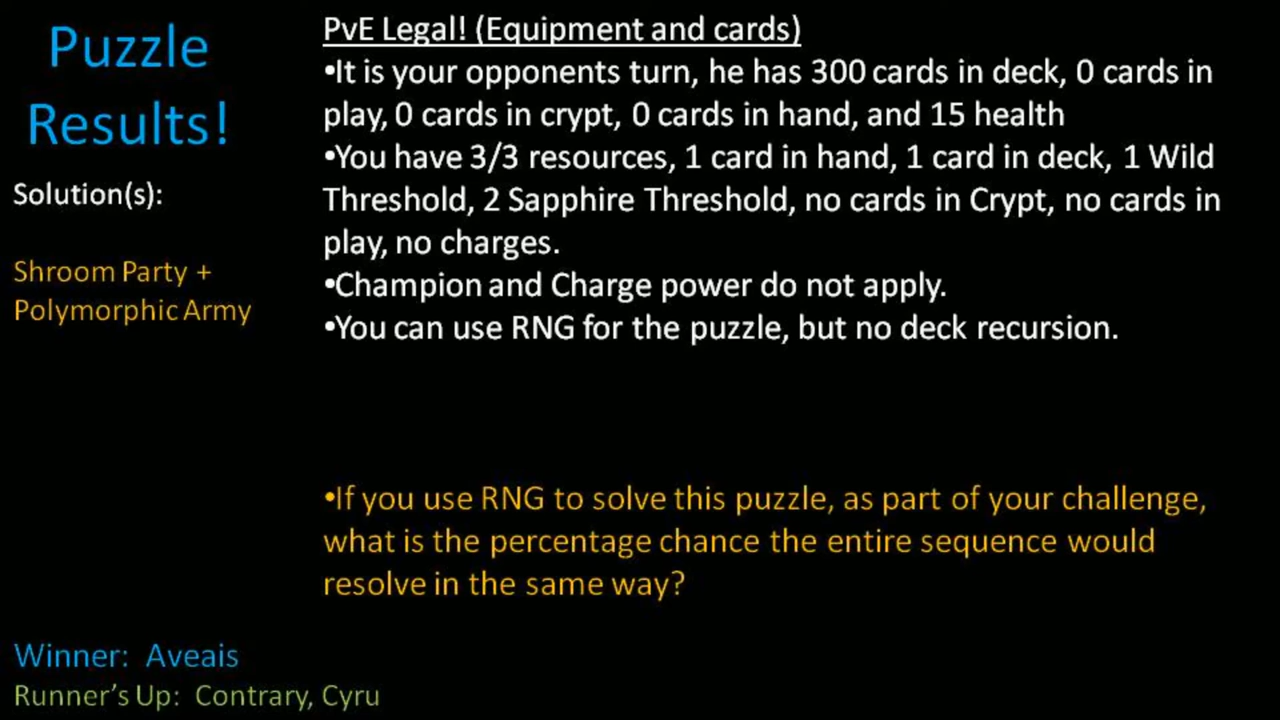 Puzzle
Results!
Solution(s):
Shroom Party +
Polymorphic Army
PvE Legal! (Equipment and cards)
•It is your opponents turn, he has 300 cards in deck, 0 cards in
play, 0 cards in crypt, 0 cards in hand, and 15 health
•You have 3/3 resources, 1 card in hand, 1 card in deck, 1 Wild
Threshold, 2 Sapphire Threshold, no cards in Crypt, no cards in
play, no charges.
•Champion and Charge power do not apply.
•You can use RNG for the puzzle, but no deck recursion.
•If you use RNG to solve this puzzle, as part of your challenge,
what is the percentage chance the entire sequence would
resolve in the same way?
Winner: Aveais
Runner's Up: Contrary, Cyru